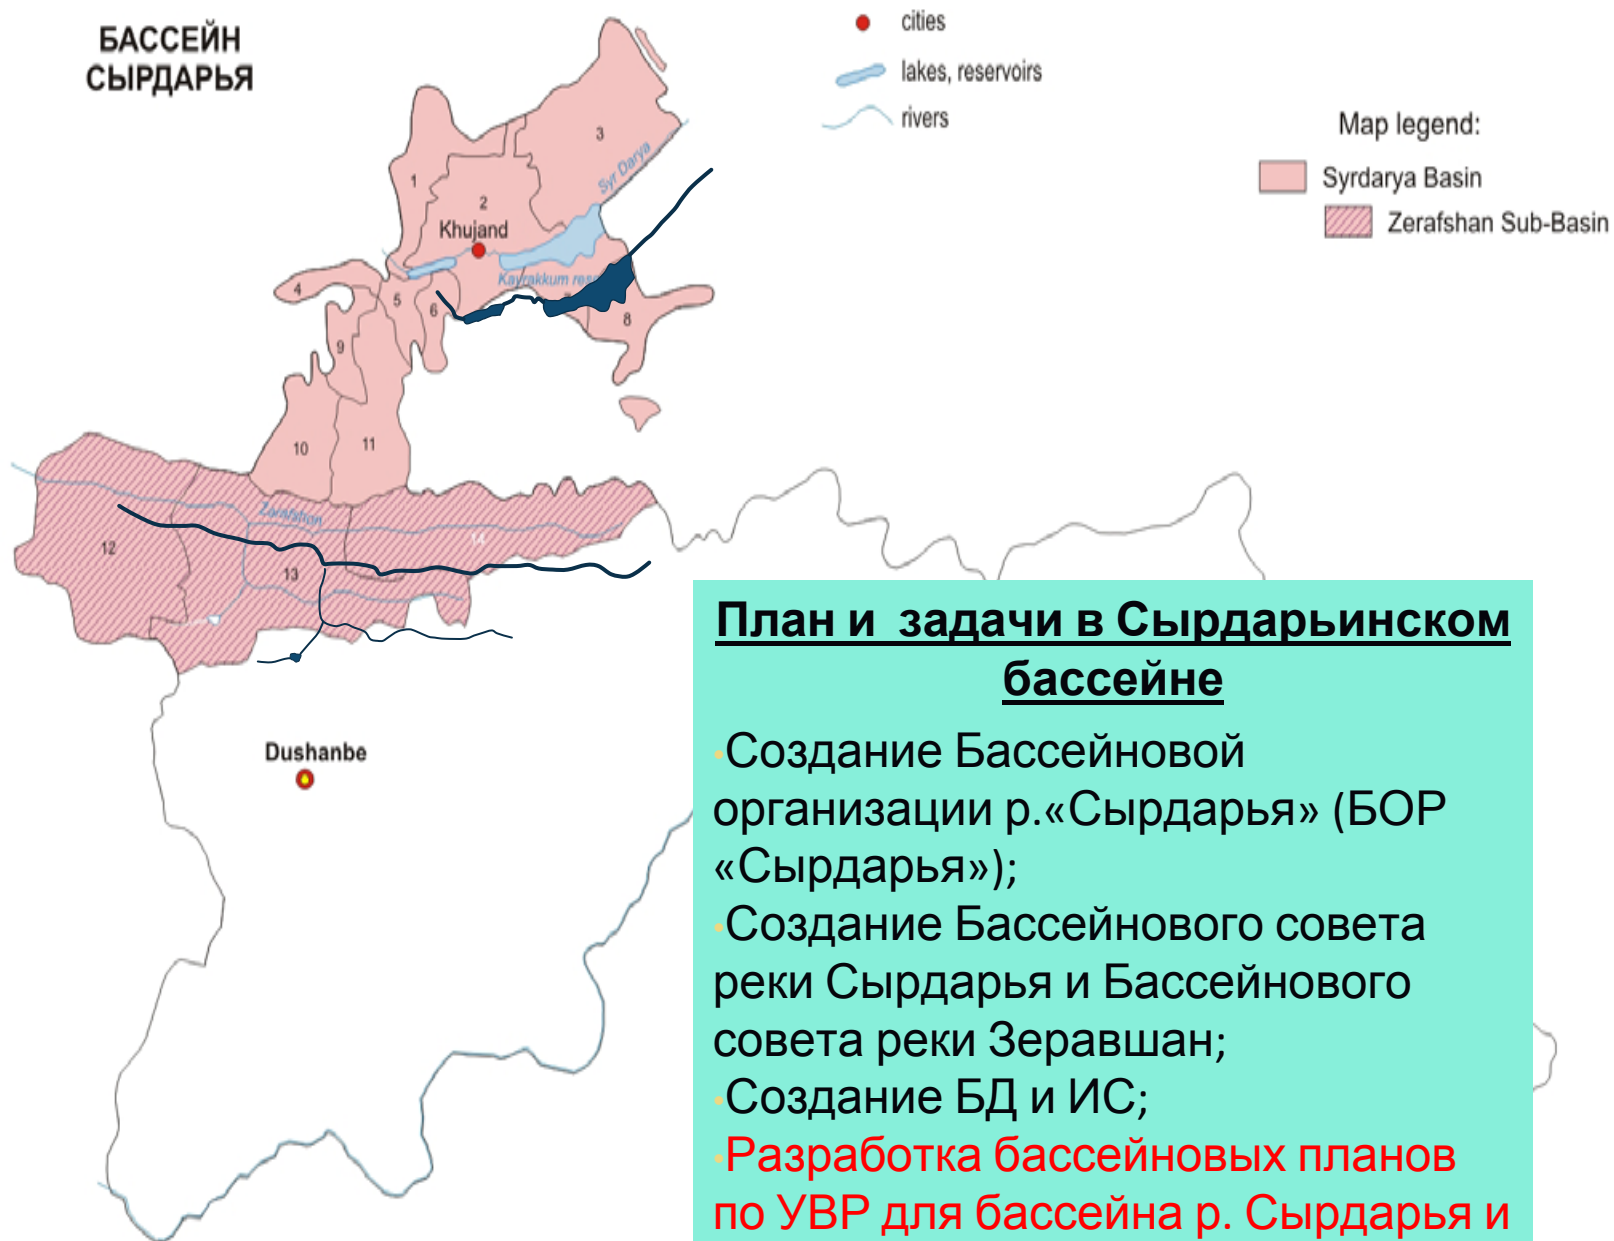 БАССЕЙН
СЫРДАРЬЯ
cities
lakes, reservoirs
rivers
Map legend:
Syrdarya Basin
Zerafshan Sub-Basin
1
2
3
Syr Darya
Khujand
Kayrakkum
4
5
6
8
9
10
11
Zarafshon
12
13
14
Dushanbe
План и задачи в Сырдарьинском
бассейне
•Создание Бассейновой
организации р.«Сырдарья» (БОР
«Сырдарья»);
•Создание Бассейнового совета
реки Сырдарья и Бассейнового
совета реки Зеравшан;
•Создание БД и ИС;
•Разработка бассейновых планов
по УВР для бассейна р. Сырдарья и